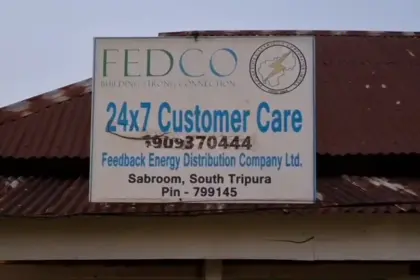 FEDCO
BUILDING STRONG CONNECTION
24x7 Customer Care
1909370444
Feedback Energy Distribution Company Ltd.
Sabroom, South Tripura
Pin - 799145